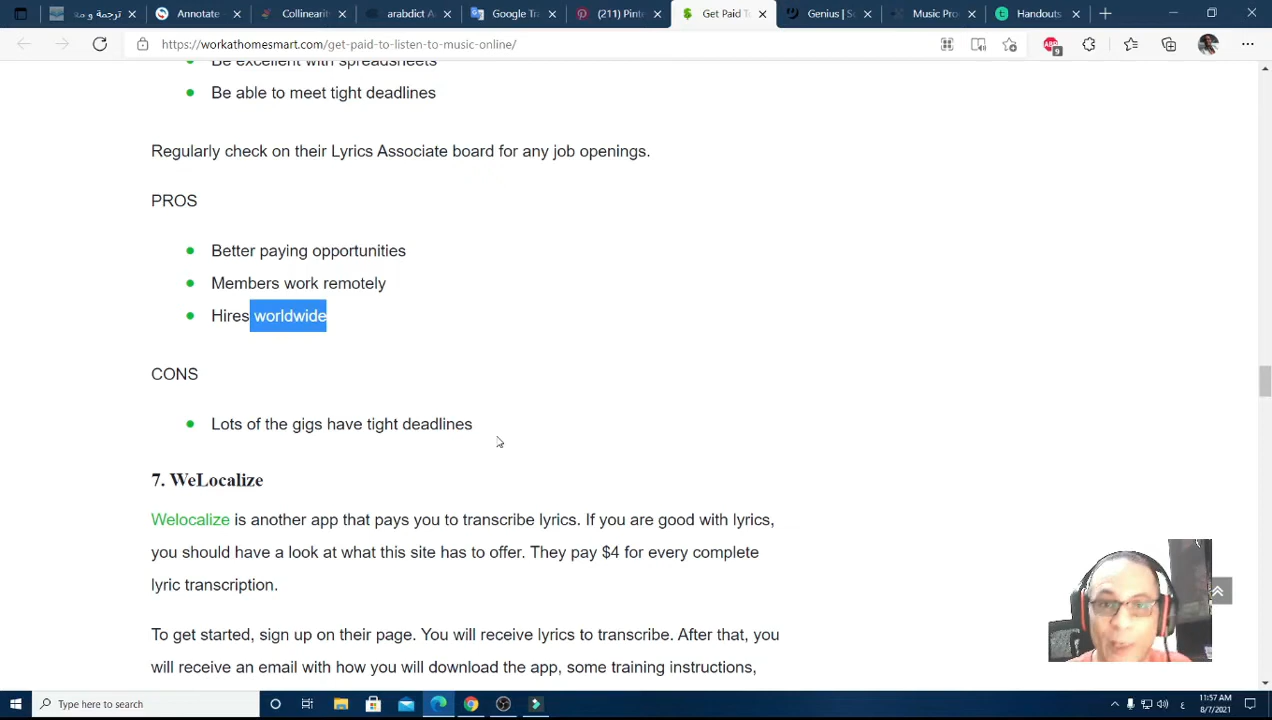 ترجمة و مع
Annotate
Collinearit
arabdict A
Google Tr
(211) Pint
Get Paid T
Genius | S
Music Pro
Handouts
https://workathomesmart.com/get-paid-to-listen-to-music-online/
ABP
9
Be excellent with spreadsheets
Be able to meet tight deadlines
Regularly check on their Lyrics Associate board for any job openings.
PROS
Better paying opportunities
Members work remotely
Hires worldwide
CONS
Lots of the gigs have tight deadlines
7. WeLocalize
Welocalize is another app that pays you to transcribe lyrics. If you are good with lyrics,
you should have a look at what this site has to offer. They pay $4 for every complete
lyric transcription.
To get started, sign up on their page. You will receive lyrics to transcribe. After that, you
will receive an email with how you will download the app, some training instructions,
Type here to search
ع
11:57 AM
8/7/2021